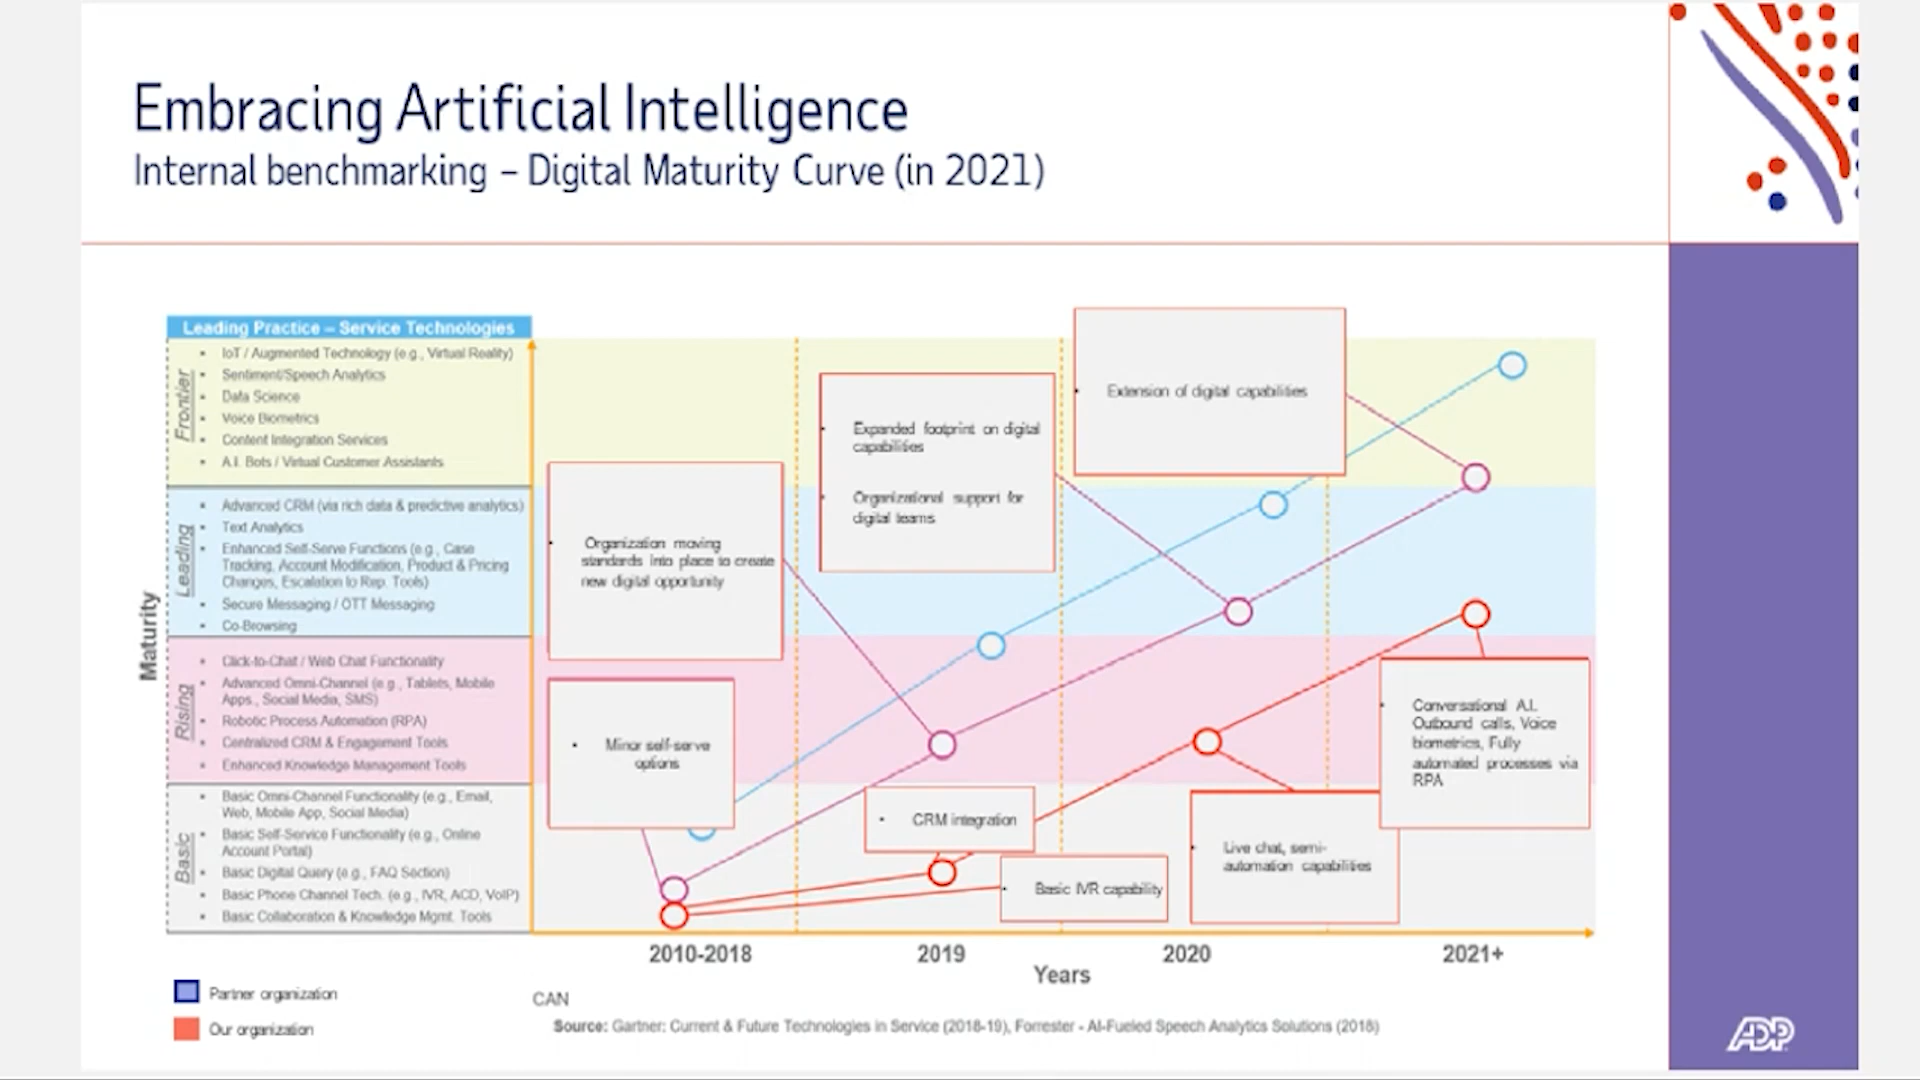 Embracing Artificial Intelligence
Internal benchmarking – Digital Maturity Curve (in 2021)
Leading Practice – Service Technologies
Maturity
Frontier
• IoT / Augmented Technology (e.g., Virtual Reality)
• Sentiment/Speech Analytics
• Data Science
• Voice Biometrics
• Content Integration Services
• A.I. Bots / Virtual Customer Assistants
Leading
• Advanced CRM (via rich data & predictive analytics)
• Text Analytics
• Enhanced Self-Serve Functions (e.g., Case
Tracking, Account Modification, Product & Pricing
Changes, Escalation to Rep. Tools)
• Secure Messaging / OTT Messaging
• Co-Browsing
Rising
• Click-to-Chat / Web Chat Functionality
• Advanced Omni-Channel (e.g., Tablets, Mobile
Apps., Social Media, SMS)
• Robotic Process Automation (RPA)
• Centralized CRM & Engagement Tools
• Enhanced Knowledge Management Tools
Basic
• Basic Omni-Channel Functionality (e.g., Email,
Web, Mobile App, Social Media)
• Basic Self-Service Functionality (e.g., Online
Account Portal)
• Basic Digital Query (e.g., FAQ Section)
• Basic Phone Channel Tech. (e.g., IVR, ACD, VoIP)
• Basic Collaboration & Knowledge Mgmt. Tools
• Organization moving
standards into place to create
new digital opportunity
• Minor self-serve
options
• Expanded footprint on digital
capabilities
• Organizational support for
digital teams
• Extension of digital capabilities
• CRM integration
• Basic IVR capability
• Live chat, semi-
automation capabilities
• Conversational A.I.
Outbound calls, Voice
biometrics, Fully
automated processes via
RPA
2010-2018
2019
2020
2021+
Years
Partner organization
Our organization
CAN
Source: Gartner: Current & Future Technologies in Service (2018-19), Forrester - AI-Fueled Speech Analytics Solutions (2018)
ADP